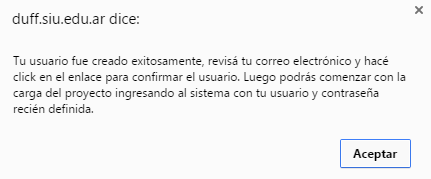 duff.siu.edu.ar dice:
Tu usuario fue creado exitosamente, revisá tu correo electrónico y hacé
click en el enlace para confirmar el usuario. Luego podrás comenzar con la
carga del proyecto ingresando al sistema con tu usuario y contraseña
recién definida.
Aceptar